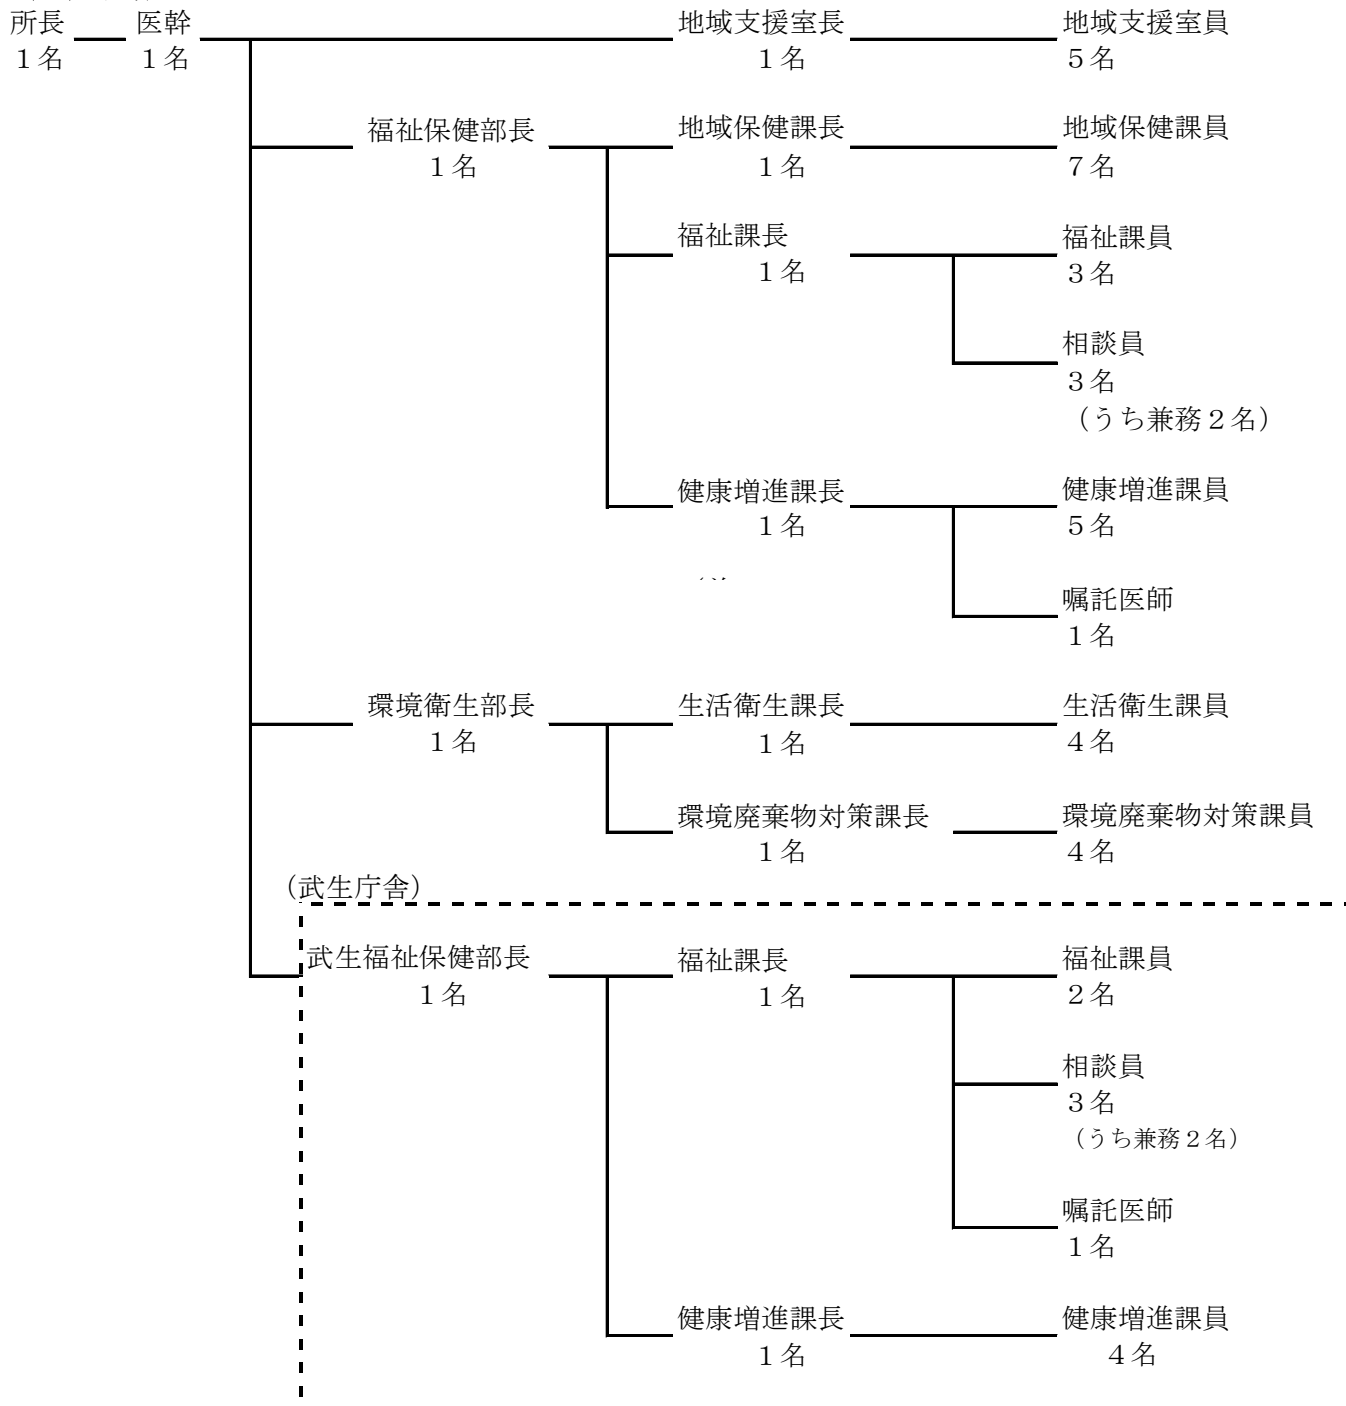 所長 医幹 地域支援室長 地域支援室員
１名 １名 １名 ５名
福祉保健部長 地域保健課長 地域保健課員
１名 １名 ７名
福祉課長 福祉課員
１名 ３名
相談員
３名
（うち兼務２名）
健康増進課長 健康増進課員
１名 ５名
嘱託医師
１名
環境衛生部長 生活衛生課長 生活衛生課員
１名 １名 ４名
環境廃棄物対策課長 環境廃棄物対策課員
１名 ４名
（武生庁舎）
武生福祉保健部長 福祉課長 福祉課員
１名 １名 ２名
相談員
３名
（うち兼務２名）
嘱託医師
１名
健康増進課長 健康増進課員
１名 ４名